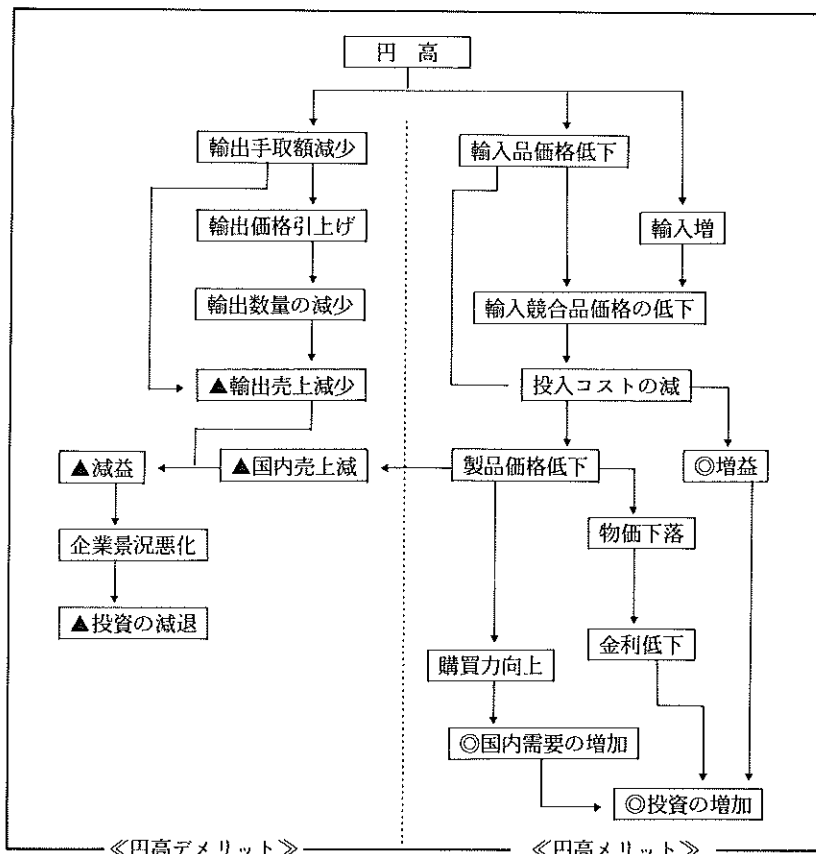 円 高
輸出手取額減少
輸入品価格低下
輸出価格引上げ
輸入増
輸出数量の減少
輸入競合品価格の低下
▲輸出売上減少
投入コストの減
▲減益
▲国内売上減
製品価格低下
◎増益
企業景況悪化
物価下落
▲投資の減退
購買力向上
金利低下
◎国内需要の増加
◎投資の増加
≪円高デメリット≫
≪円高メリット≫